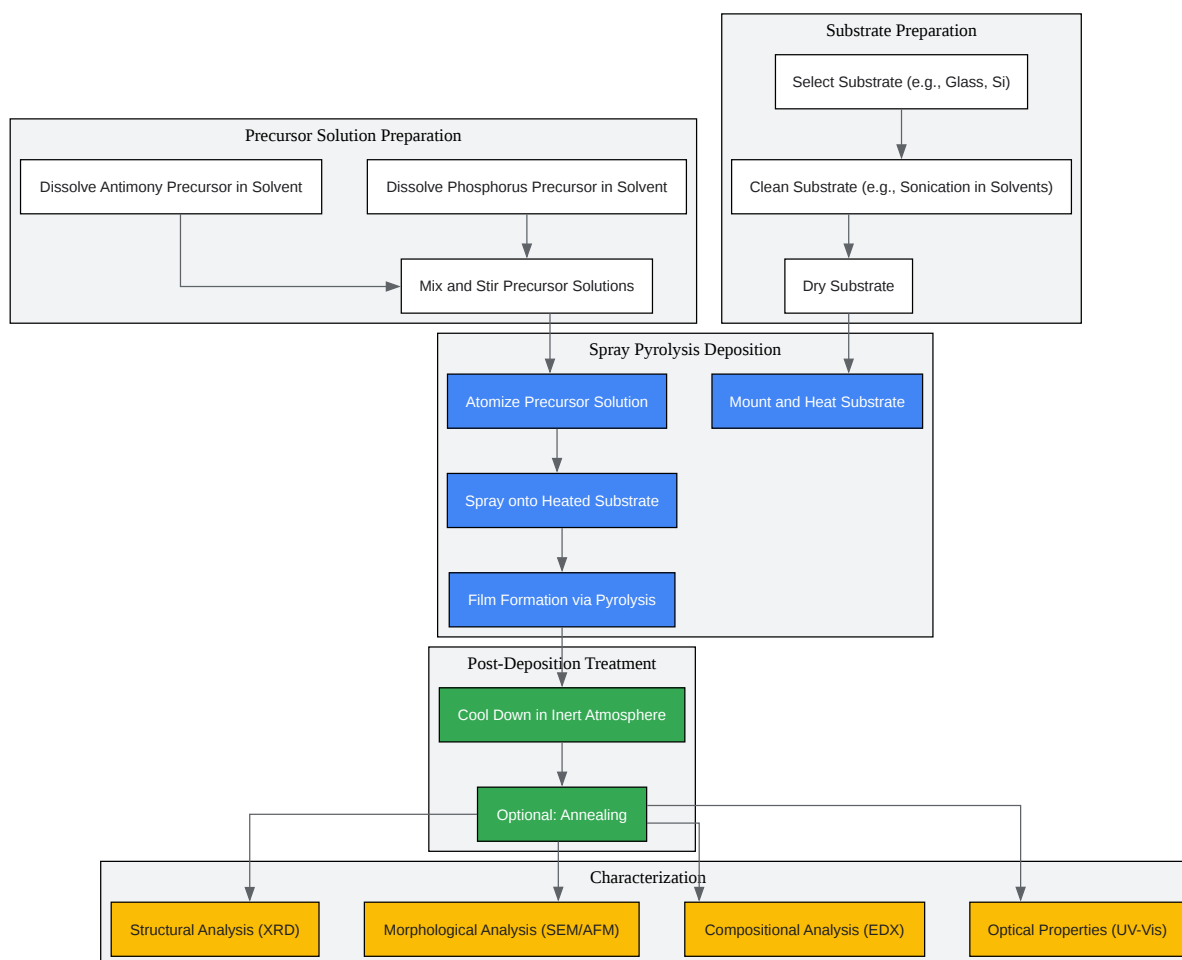 Substrate Preparation
Select Substrate (e.g., Glass, Si)
Precursor Solution Preparation
Dissolve Antimony Precursor in Solvent
Dissolve Phosphorus Precursor in Solvent
Clean Substrate (e.g., Sonication in Solvents)
Mix and Stir Precursor Solutions
Dry Substrate
Spray Pyrolysis Deposition
Atomize Precursor Solution
Mount and Heat Substrate
Spray onto Heated Substrate
Film Formation via Pyrolysis
Post-Deposition Treatment
Cool Down in Inert Atmosphere
Optional: Annealing
Characterization
Structural Analysis (XRD)
Morphological Analysis (SEM/AFM)
Compositional Analysis (EDX)
Optical Properties (UV-Vis)